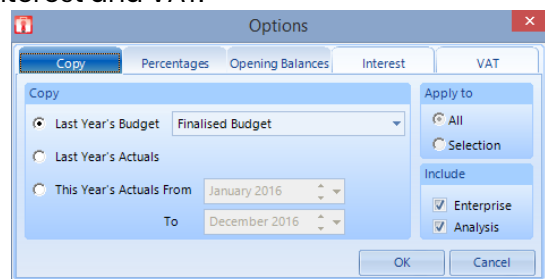 interest and VAT.
Options
Copy Percentages Opening Balances Interest VAT
Copy
Last Year's Budget Finalised Budget
Last Year's Actuals
This Year's Actuals From January 2016
To December 2016
Apply to
All
Selection
Include
Enterprise
Analysis
OK Cancel